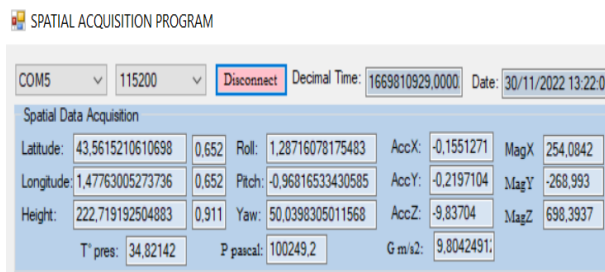 SPATIAL ACQUISITION PROGRAM
COM5 115200 Disconnect Decimal Time: 1669810929,0000 Date: 30/11/2022 13:22:0
Spatial Data Acquisition
Latitude: 43,5615210610698 0,652 Roll: 1,28716078175483 AccX: -0,1551271 MagX 254,0842
Longitude: 1,47763005273736 0,652 Pitch: -0,96816533430585 AccY: -0,2197104 MagY -268,993
Height: 222,719192504883 0,911 Yaw: 50,0398305011568 AccZ: -9,83704 MagZ 698,3937
T° pres: 34,82142 P pascal: 100249,2 G m/s2: 9,80424912